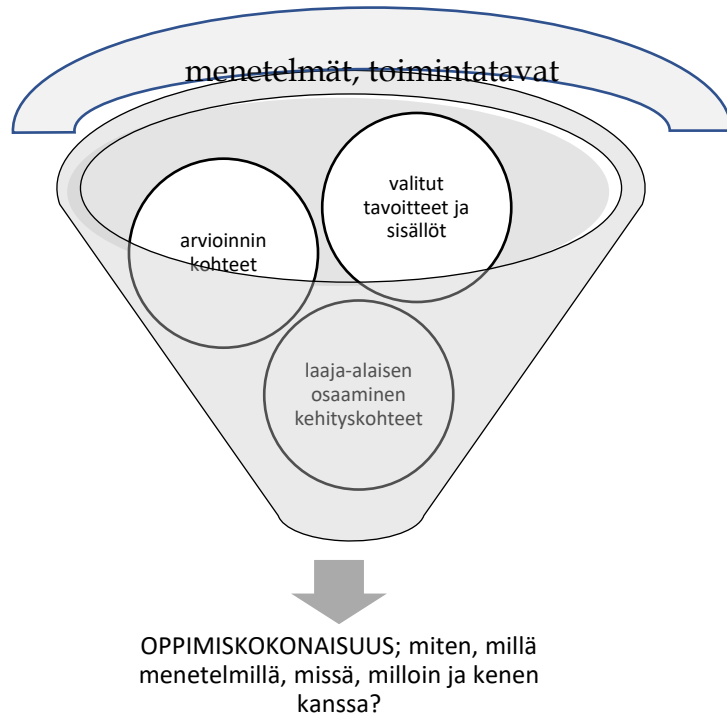 menetelmät, toimintatavat
valitut
tavoitteet ja
sisällöt
arvioinnin
kohteet
laaja-alaisen
osaaminen
kehityskohteet
OPPIMISKOKONAISUUS; miten, millä
menetelmillä, missä, milloin ja kenen
kanssa?